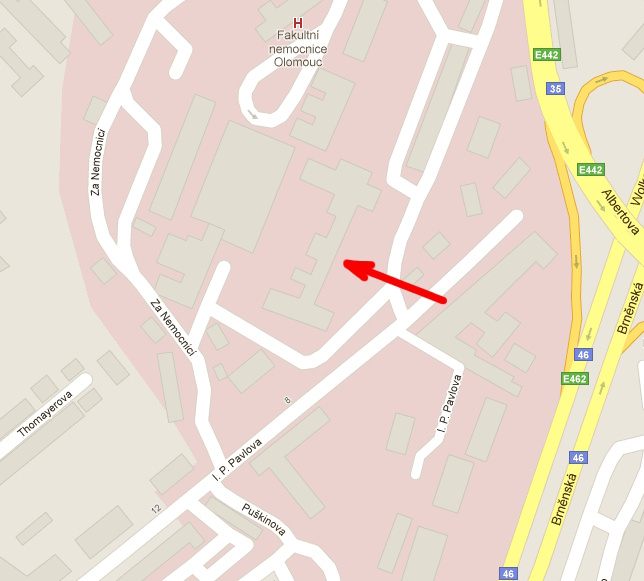 H
Fakultní
nemocnice
Olomouc
E442
35
E442
Za Nemocnicí
Albertova
Wolk
Brněnská
Za Nemocnicí
46
E462
Thomayerova
8
I. P. Pavlova
I. P. Pavlova
46
12
Puškinova
Brněnská
46